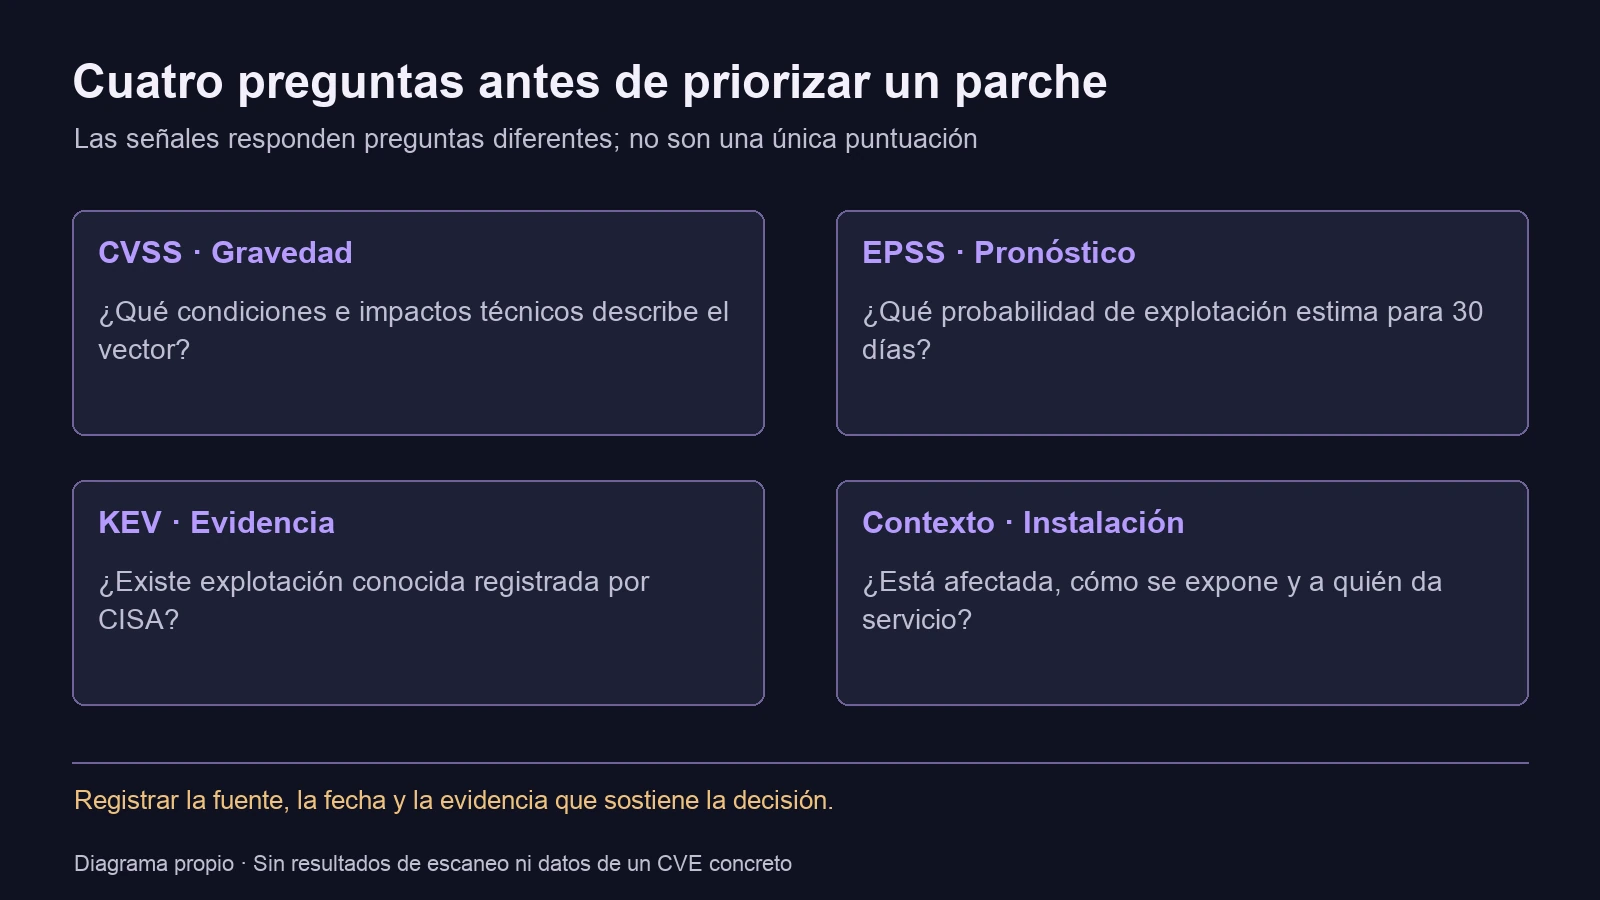 Cuatro preguntas antes de priorizar un parche
Las señales responden preguntas diferentes; no son una única puntuación
CVSS · Gravedad
¿Qué condiciones e impactos técnicos describe el
vector?
EPSS · Pronóstico
¿Qué probabilidad de explotación estima para 30
días?
KEV · Evidencia
¿Existe explotación conocida registrada por
CISA?
Contexto · Instalación
¿Está afectada, cómo se expone y a quién da
servicio?
Registrar la fuente, la fecha y la evidencia que sostiene la decisión.
Diagrama propio · Sin resultados de escaneo ni datos de un CVE concreto